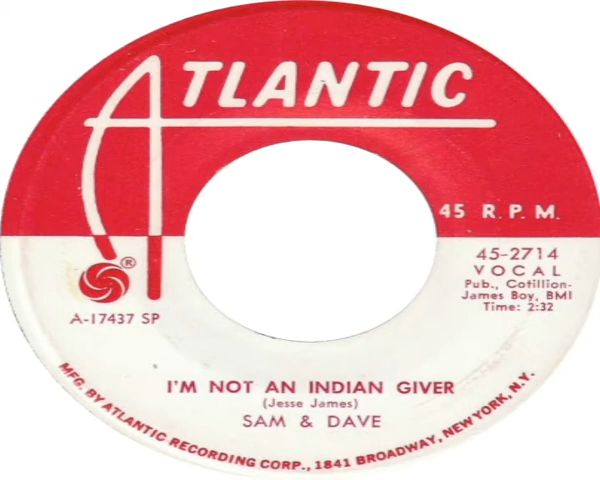 ATLANTIC
45 R.P.M.
®
45-2714
VOCAL
Pub., Cotillion-
James Boy, BMI
Time: 2:32
A-17437 SP
I'M NOT AN INDIAN GIVER
(Jesse James)
SAM & DAVE
MFG. BY ATLANTIC RECORDING CORP., 1841 BROADWAY, NEW YORK, N.Y.